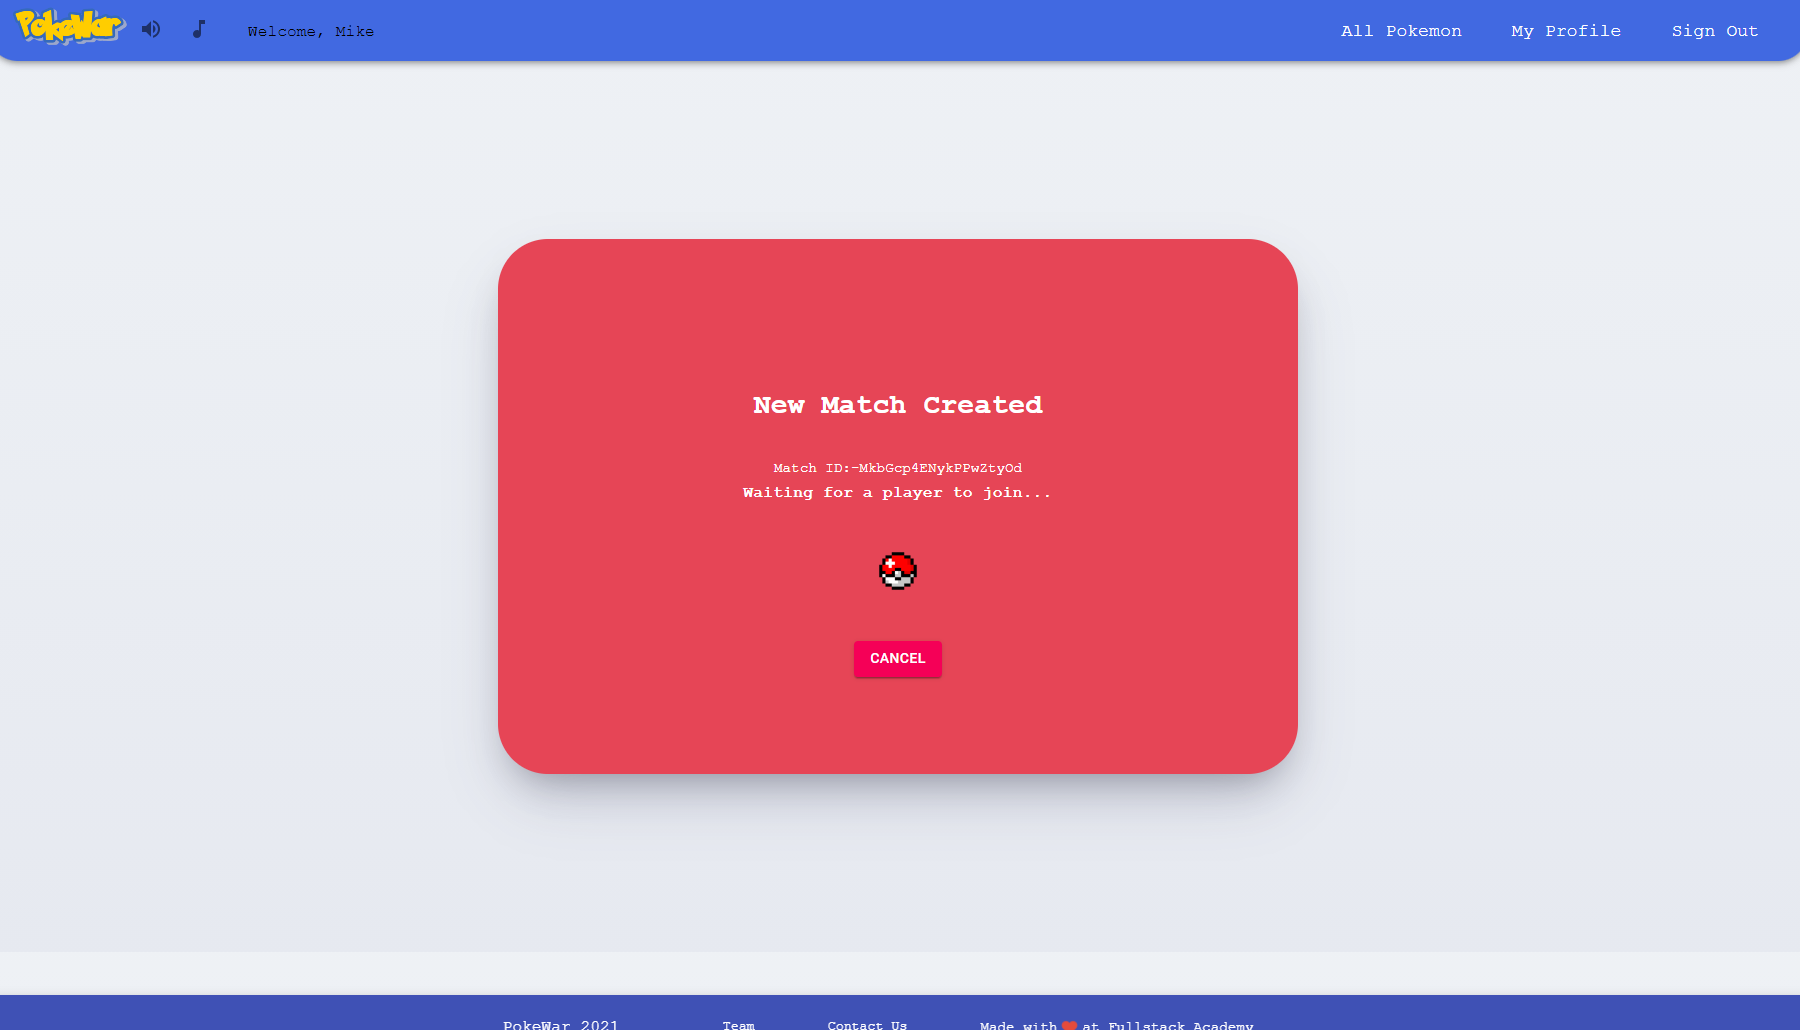 PokeWar
Welcome, Mike
All Pokemon
My Profile
Sign Out
New Match Created
Match ID:-MkbGcp4ENykPPwZtyOd
Waiting for a player to join...
CANCEL
PokeWar 2021
Team
Contact Us
Made with ❤ at Fullstack Academy